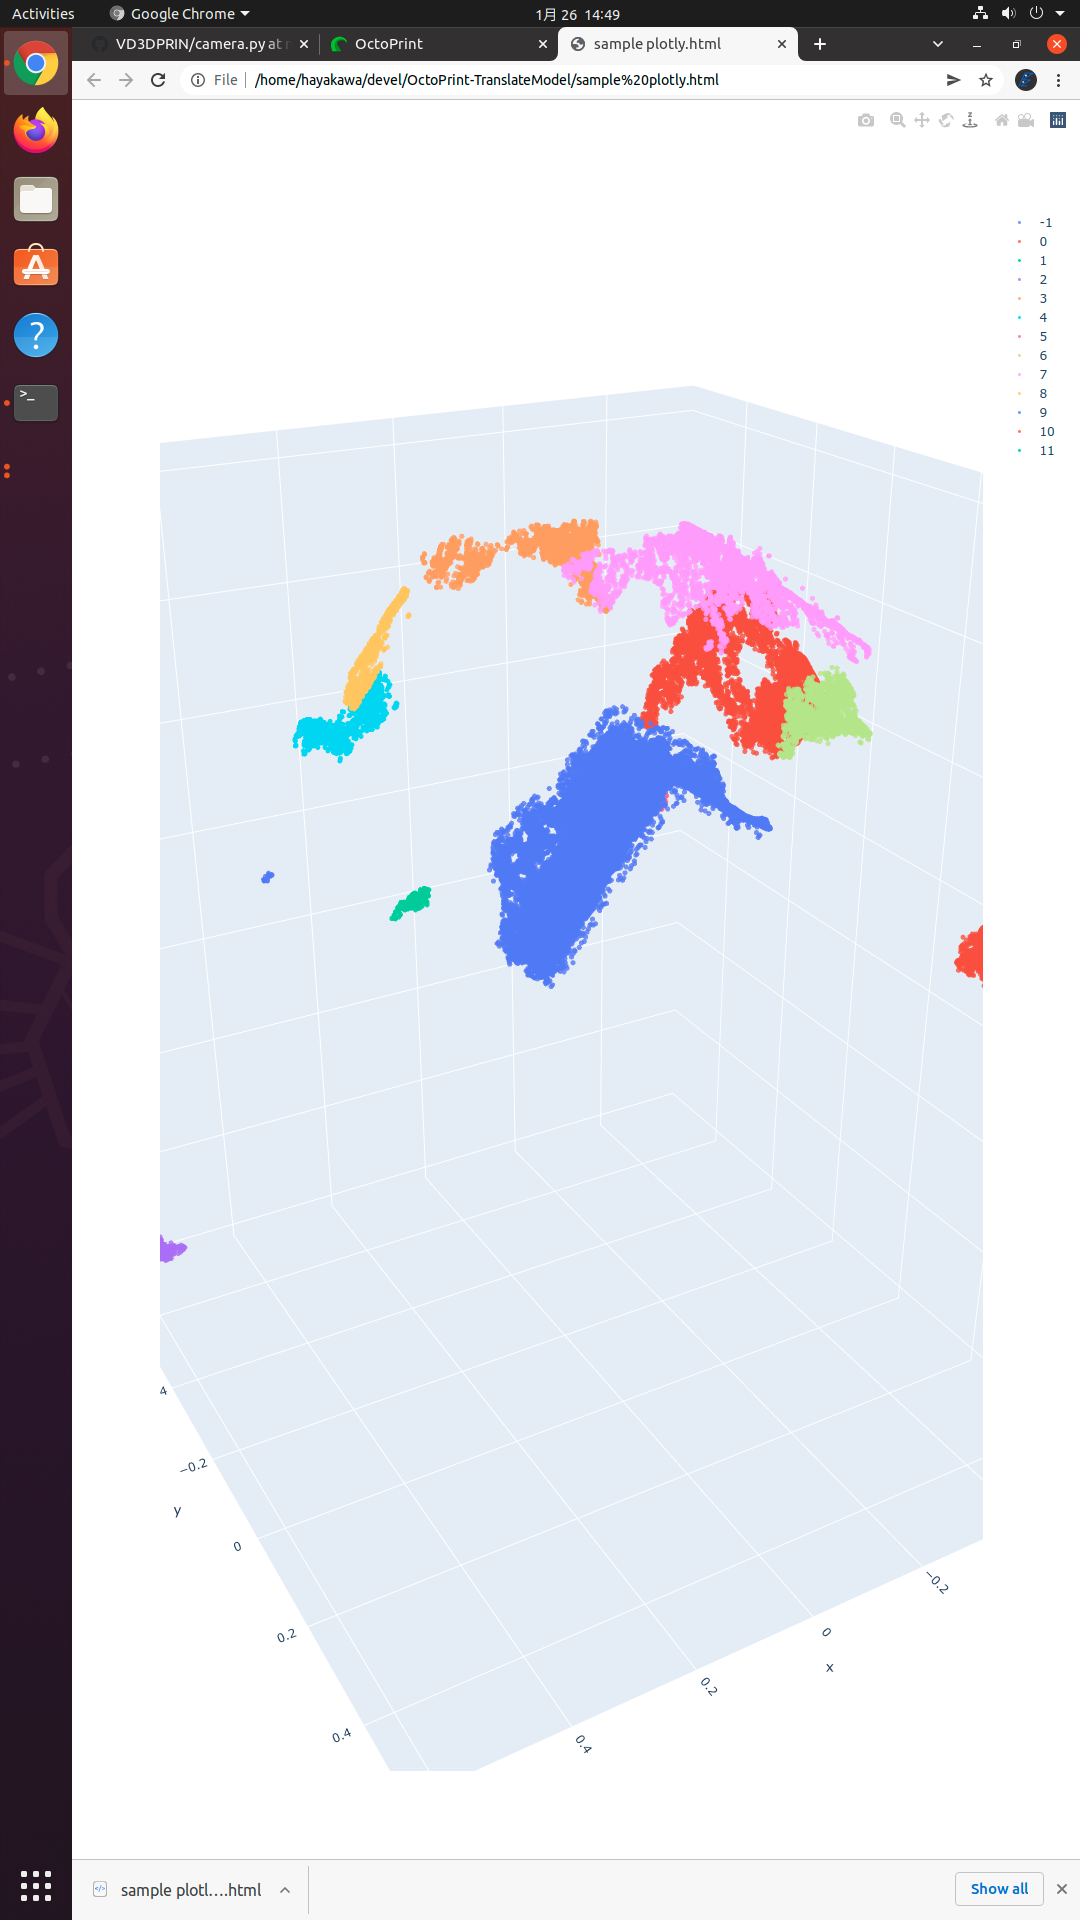 Activities
Google Chrome
1月 26 14:49
VD3DPRIN/camera.py at
OctoPrint
sample plotly.html
File
/home/hayakawa/devel/OctoPrint-TranslateModel/sample%20plotly.html
z
-1
0
1
2
3
4
5
6
7
8
9
10
11
4
−0.2
y
0
0.2
0.4
−0.2
0
x
0.2
0.4
sample plotl....html
Show all